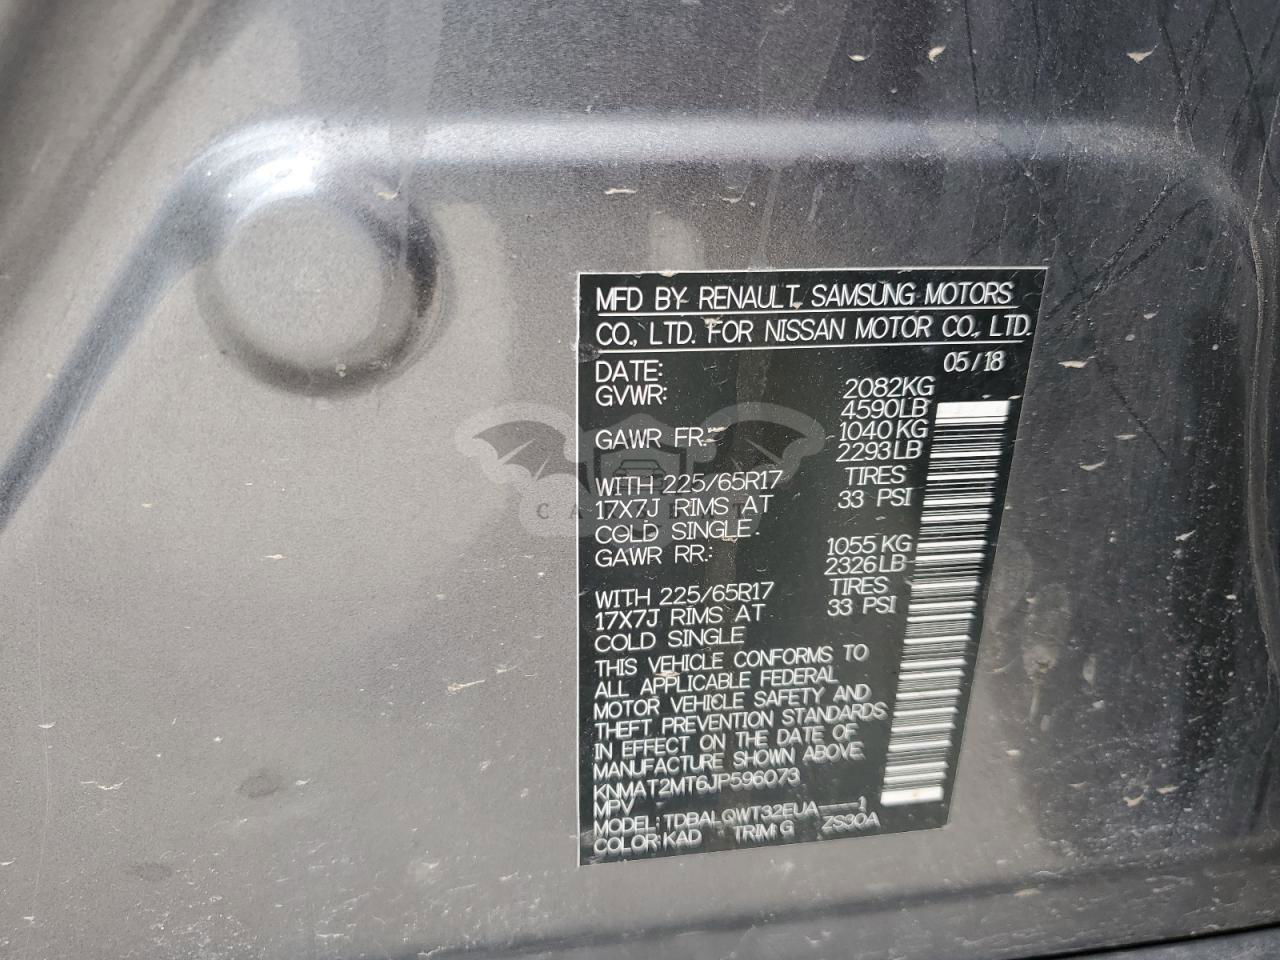 MFD BY RENAULT SAMSUNG MOTORS
CO., LTD. FOR NISSAN MOTOR CO., LTD.
DATE: 05/18
GVWR: 2082KG
4590LB
GAWR FR: 1040KG
2293LB
WITH 225/65R17 TIRES
17X7J RIMS AT 33 PSI
COLD SINGLE.
GAWR RR: 1055KG
2326LB
WITH 225/65R17 TIRES
17X7J RIMS AT 33 PSI
COLD SINGLE
THIS VEHICLE CONFORMS TO
ALL APPLICABLE FEDERAL
MOTOR VEHICLE SAFETY AND
THEFT PREVENTION STANDARDS
IN EFFECT ON THE DATE OF
MANUFACTURE SHOWN ABOVE.
KNMAT2MT6JP596073
MPV
MODEL: TDBALQWT32EUA----1
COLOR: KAD TRIM: G ZS30A